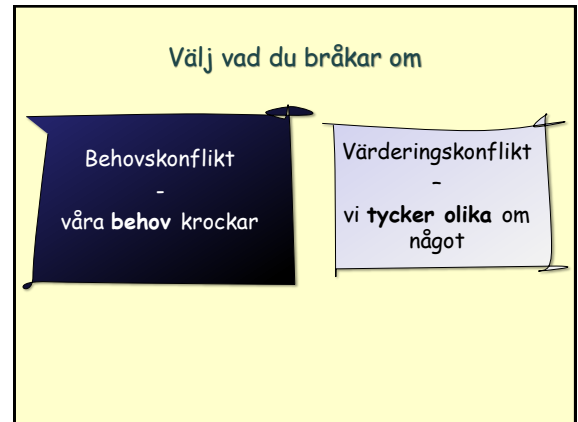 Välj vad du bråkar om
Behovskonflikt
-
våra behov krockar
Värderingskonflikt
–
vi tycker olika om
något